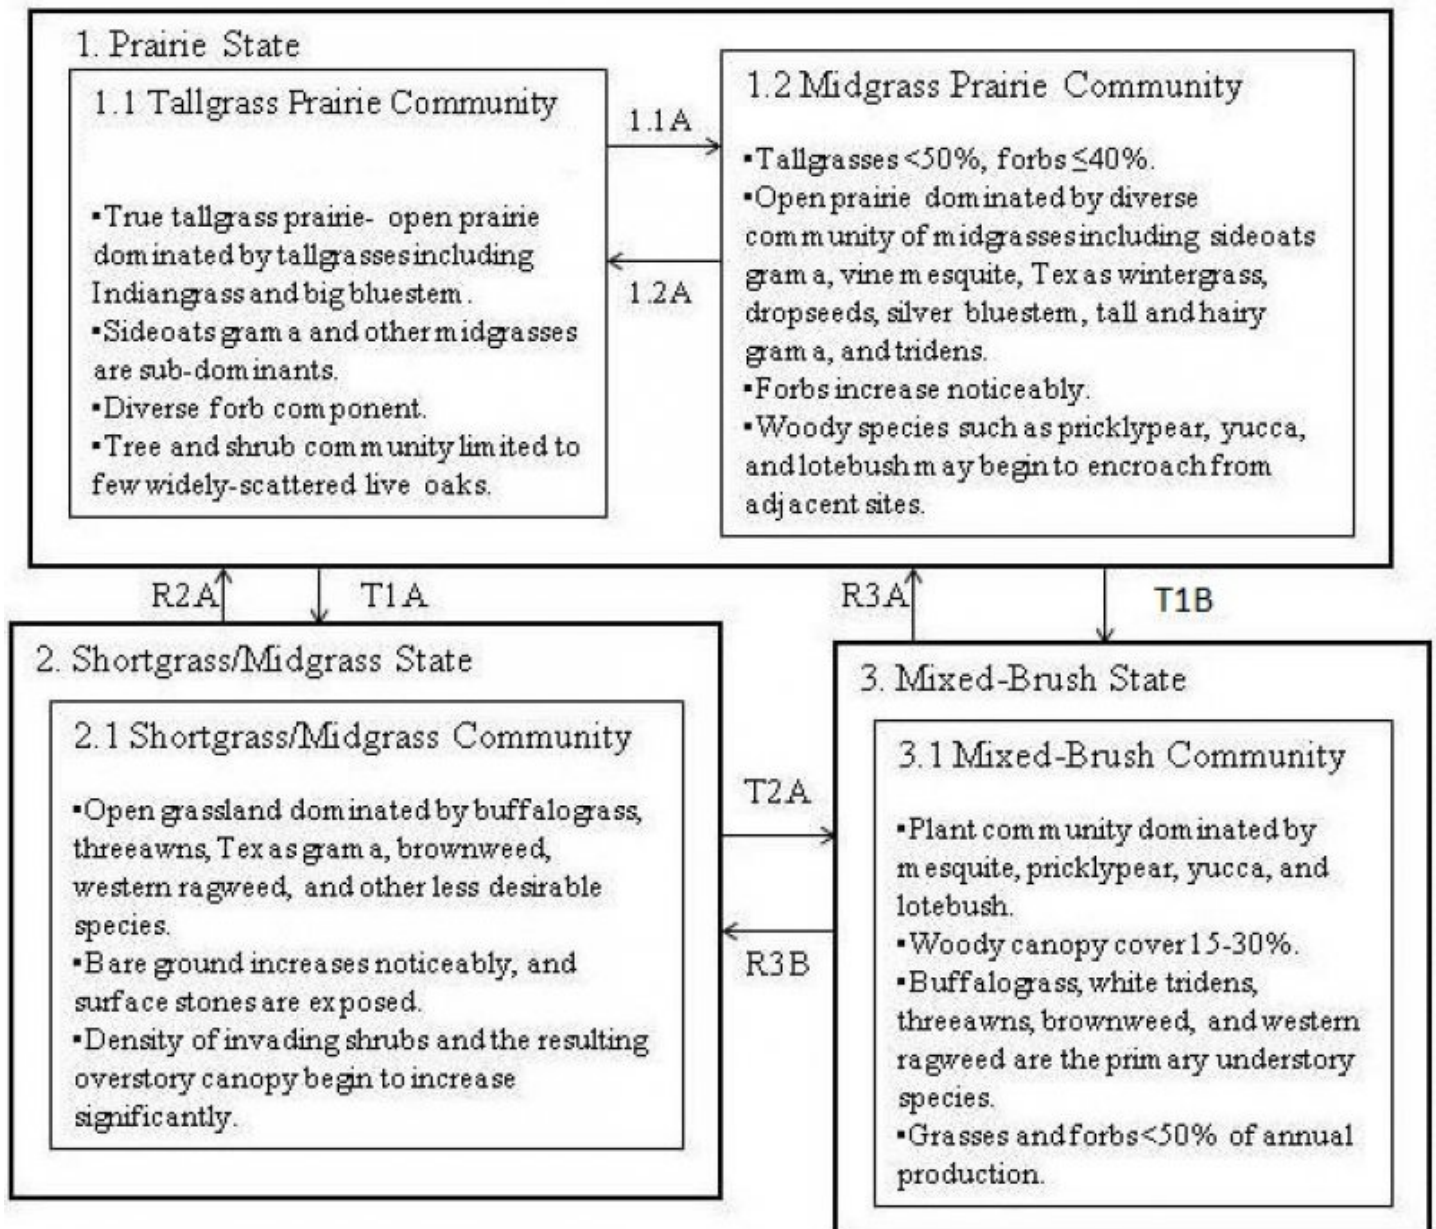 1. Prairie State
1.1 Tallgrass Prairie Community
▪True tallgrass prairie- open prairie
dominated by tallgrasses including
Indiangrass and big bluestem.
▪Sideoats grama and other midgrasses
are sub-dominants.
▪Diverse forb component.
▪Tree and shrub community limited to
few widely-scattered live oaks.
1.1A
1.2A
1.2 Midgrass Prairie Community
▪Tallgrasses <50%, forbs ≤40%.
▪Open prairie dominated by diverse
community of midgrasses including sideoats
grama, vine mesquite, Texas wintergrass,
dropseeds, silver bluestem, tall and hairy
grama, and tridens.
▪Forbs increase noticeably.
▪Woody species such as pricklypear, yucca,
and lotebush may begin to encroach from
adjacent sites.
R2A
T1A
R3A
T1B
2. Shortgrass/Midgrass State
2.1 Shortgrass/Midgrass Community
▪Open grassland dominated by buffalograss,
threeawns, Texas grama, brownweed,
western ragweed, and other less desirable
species.
▪Bare ground increases noticeably, and
surface stones are exposed.
▪Density of invading shrubs and the resulting
overstory canopy begin to increase
significantly.
T2A
R3B
3. Mixed-Brush State
3.1 Mixed-Brush Community
▪Plant community dominated by
mesquite, pricklypear, yucca, and
lotebush.
▪Woody canopy cover 15-30%.
▪Buffalograss, white tridens,
threeawns, brownweed, and western
ragweed are the primary understory
species.
▪Grasses and forbs<50% of annual
production.